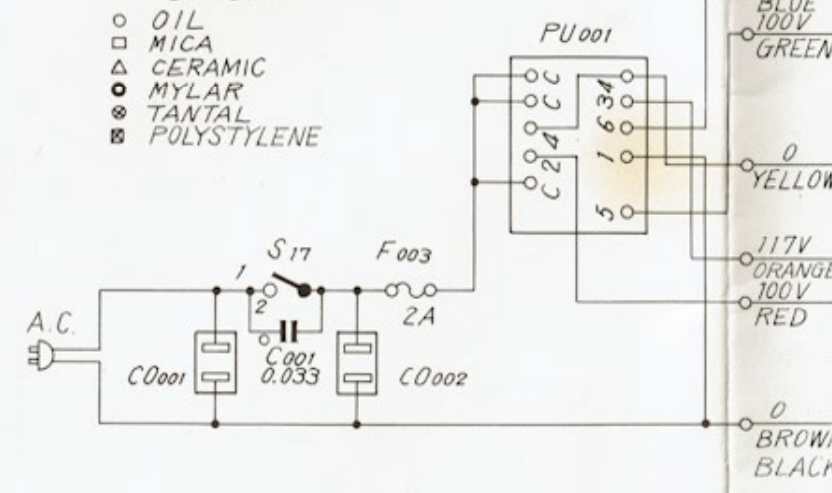 OIL
MICA
CERAMIC
MYLAR
TANTAL
POLYSTYLENE
PU001
C
C
4
2
C
4
3
6
1
5
BLUE
100V
GREEN
0
YELLOW
117V
ORANGE
100V
RED
0
BROWN
BLACK
A.C.
S17
1
2
F003
2A
C001
0.033
CO001
CO002